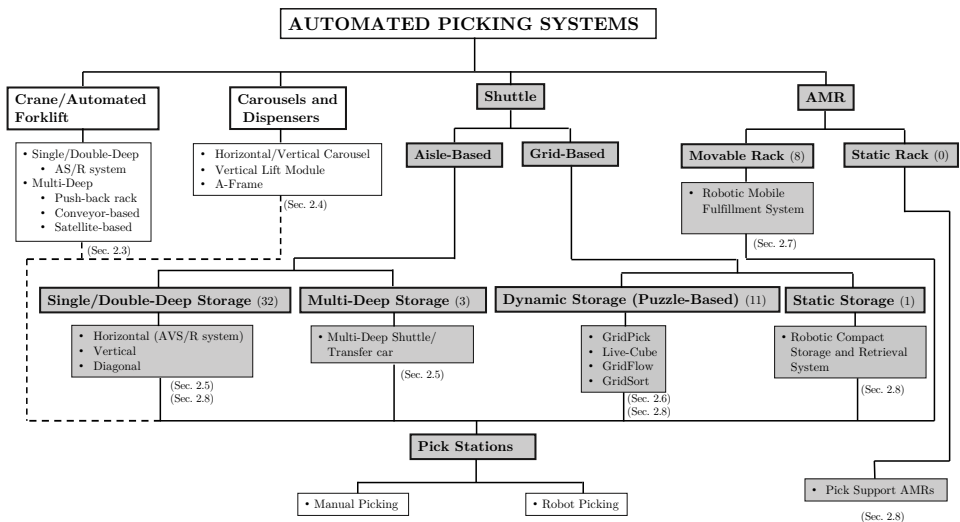 AUTOMATED PICKING SYSTEMS
Crane/Automated
Forklift
Carousels and
Dispensers
Shuttle
AMR
• Single/Double-Deep
• AS/R system
• Multi-Deep
• Push-back rack
• Conveyor-based
• Satellite-based
(Sec. 2.3)
• Horizontal/Vertical Carousel
• Vertical Lift Module
• A-Frame
(Sec. 2.4)
Aisle-Based
Grid-Based
Movable Rack (8)
Static Rack (0)
• Robotic Mobile
Fulfillment System
(Sec. 2.7)
Single/Double-Deep Storage (32)
Multi-Deep Storage (3)
Dynamic Storage (Puzzle-Based) (11)
Static Storage (1)
• Horizontal (AVS/R system)
• Vertical
• Diagonal
(Sec. 2.5)
(Sec. 2.8)
• Multi-Deep Shuttle/
Transfer car
(Sec. 2.5)
• GridPick
• Live-Cube
• GridFlow
• GridSort
(Sec. 2.6)
(Sec. 2.8)
• Robotic Compact
Storage and Retrieval
System
(Sec. 2.8)
Pick Stations
• Manual Picking
• Robot Picking
• Pick Support AMRs
(Sec. 2.8)